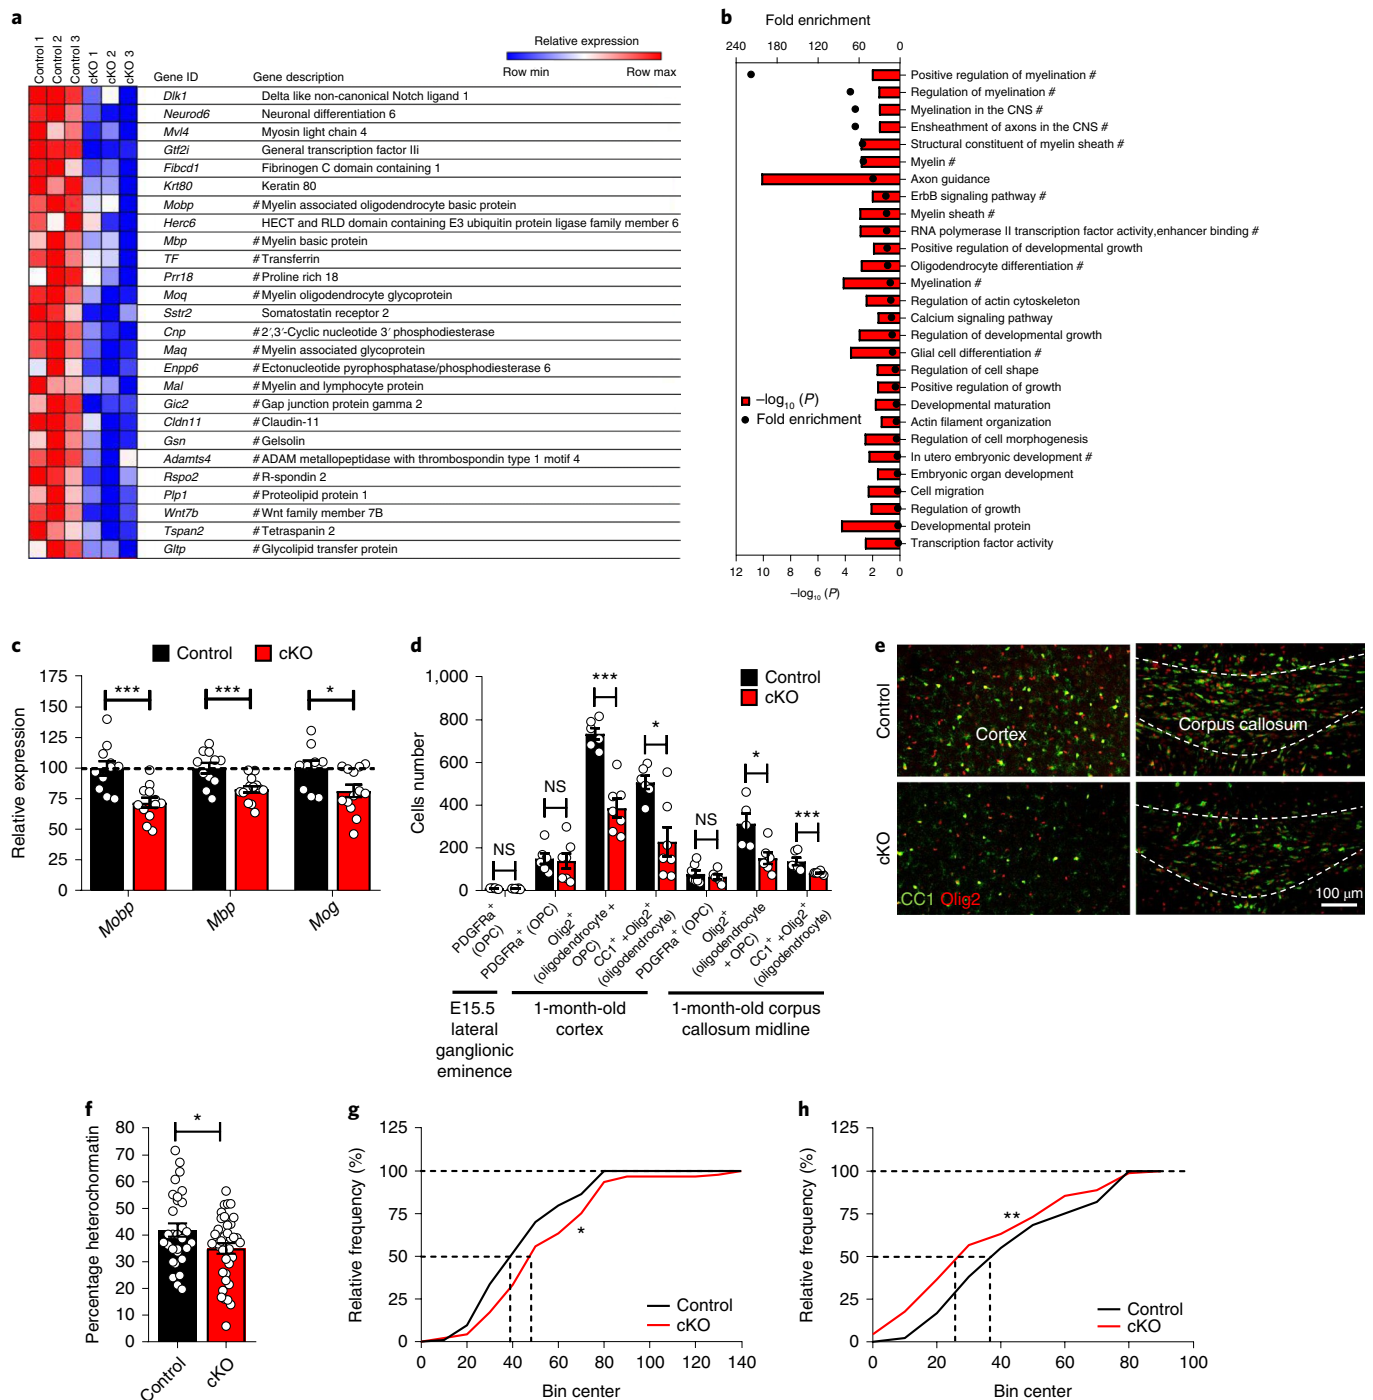 a
Control 1
Control 2
Control 3
cKO 1
cKO 2
cKO 3
Relative expression
Row min
Row max
Gene ID
Gene description
Dlk1 Delta like non-canonical Notch ligand 1
Neurod6 Neuronal differentiation 6
Mvl4 Myosin light chain 4
Gtf2i General transcription factor IIi
Fibcd1 Fibrinogen C domain containing 1
Krt80 Keratin 80
Mobp # Myelin associated oligodendrocyte basic protein
Herc6 HECT and RLD domain containing E3 ubiquitin protein ligase family member 6
Mbp # Myelin basic protein
TF # Transferrin
Prr18 # Proline rich 18
Moq # Myelin oligodendrocyte glycoprotein
Sstr2 Somatostatin receptor 2
Cnp # 2′,3′-Cyclic nucleotide 3′ phosphodiesterase
Maq # Myelin associated glycoprotein
Enpp6 # Ectonucleotide pyrophosphatase/phosphodiesterase 6
Mal # Myelin and lymphocyte protein
Gic2 # Gap junction protein gamma 2
Cldn11 # Claudin-11
Gsn # Gelsolin
Adamts4 # ADAM metallopeptidase with thrombospondin type 1 motif 4
Rspo2 # R-spondin 2
Plp1 # Proteolipid protein 1
Wnt7b # Wnt family member 7B
Tspan2 # Tetraspanin 2
Gltp # Glycolipid transfer protein
b
Fold enrichment
240 180 120 60 0
Positive regulation of myelination #
Regulation of myelination #
Myelination in the CNS #
Ensheathment of axons in the CNS #
Structural constituent of myelin sheath #
Myelin #
Axon guidance
ErbB signaling pathway #
Myelin sheath #
RNA polymerase II transcription factor activity,enhancer binding #
Positive regulation of developmental growth
Oligodendrocyte differentiation #
Myelination #
Regulation of actin cytoskeleton
Calcium signaling pathway
Regulation of developmental growth
Glial cell differentiation #
Regulation of cell shape
Positive regulation of growth
Developmental maturation
Actin filament organization
Regulation of cell morphogenesis
In utero embryonic development #
Embryonic organ development
Cell migration
Regulation of growth
Developmental protein
Transcription factor activity
–log10 (P)
Fold enrichment
12 10 8 6 4 2 0
–log10 (P)
c
Control
cKO
Relative expression
175
150
125
100
75
50
25
0
***
***
*
Mobp
Mbp
Mog
d
Control
cKO
Cells number
1,000
800
600
400
200
0
NS
NS
***
*
NS
*
***
PDGFRa+ (OPC)
PDGFRa+ (OPC)
Olig2+ (oligodendrocyte + OPC)
CC1+ +Olig2+ (oligodendrocyte)
PDGFRa+ (OPC)
Olig2+ (oligodendrocyte + OPC)
CC1+ +Olig2+ (oligodendrocyte)
E15.5 lateral ganglionic eminence
1-month-old cortex
1-month-old corpus callosum midline
e
Control
cKO
Cortex
Corpus callosum
CC1 Olig2
100 µm
f
Percentage heterochromatin
80
70
60
50
40
30
20
10
0
*
Control
cKO
g
Relative frequency (%)
125
100
75
50
25
0
*
Control
cKO
0 20 40 60 80 100 120 140
Bin center
h
Relative frequency (%)
125
100
75
50
25
0
**
Control
cKO
0 20 40 60 80 100
Bin center